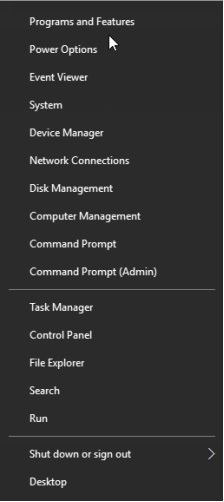 Programs and Features
Power Options
Event Viewer
System
Device Manager
Network Connections
Disk Management
Computer Management
Command Prompt
Command Prompt (Admin)
Task Manager
Control Panel
File Explorer
Search
Run
Shut down or sign out
Desktop